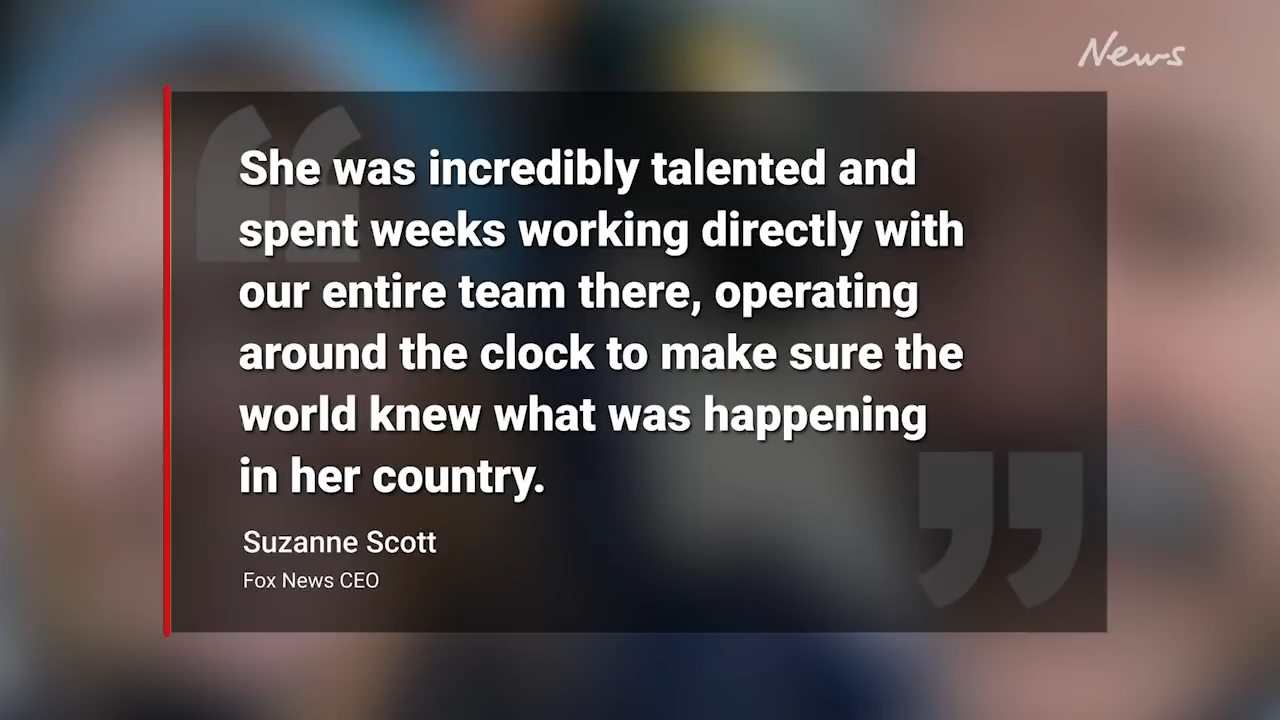 News
She was incredibly talented and
spent weeks working directly with
our entire team there, operating
around the clock to make sure the
world knew what was happening
in her country.
Suzanne Scott
Fox News CEO